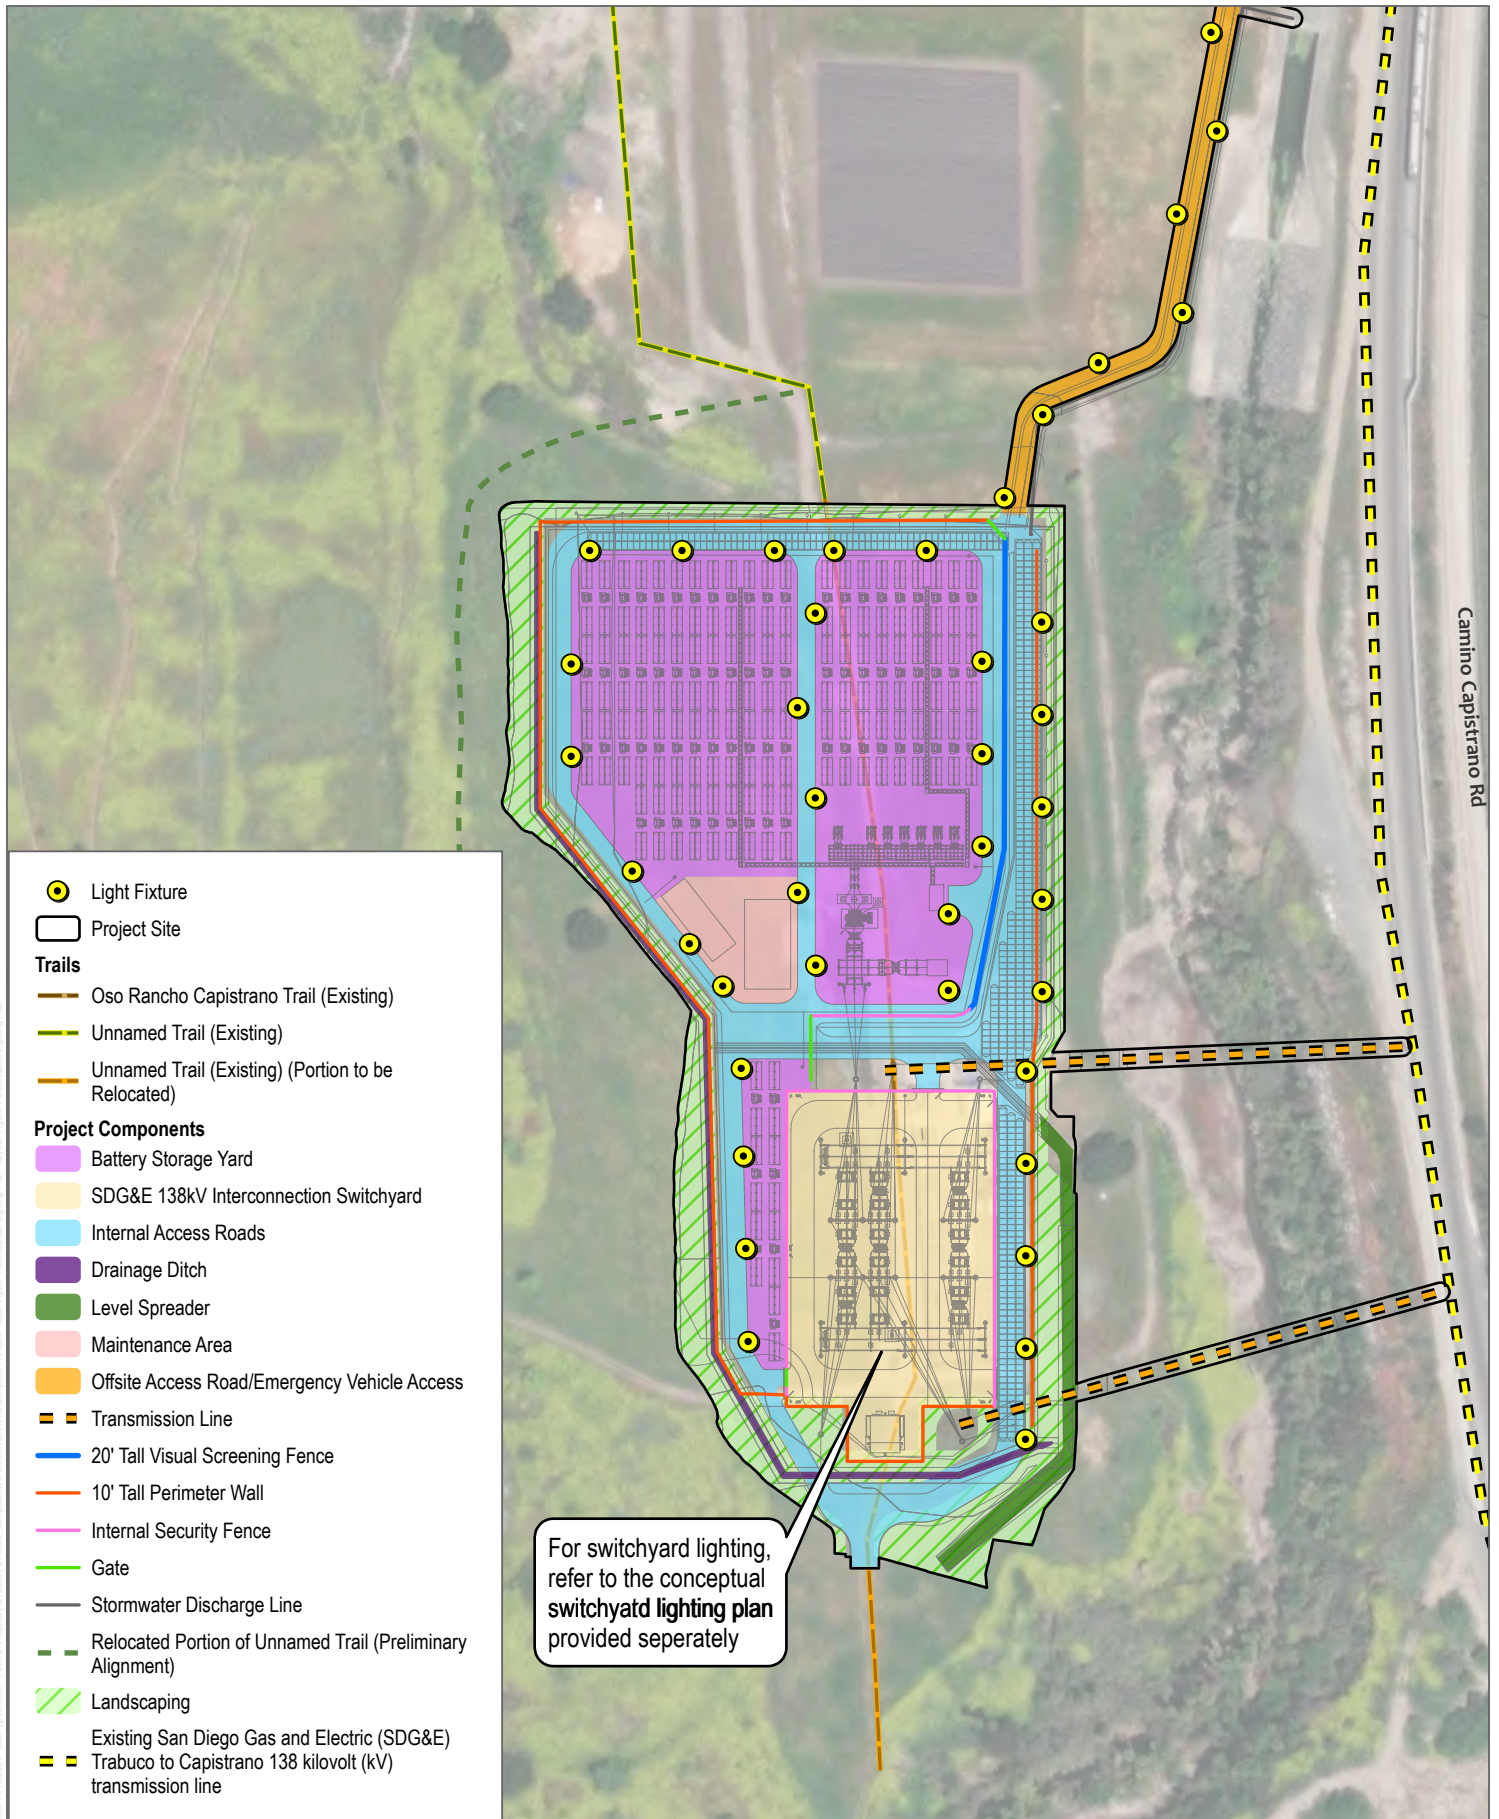 Camino Capistrano Rd
Light Fixture
Project Site
Trails
Oso Rancho Capistrano Trail (Existing)
Unnamed Trail (Existing)
Unnamed Trail (Existing) (Portion to be
Relocated)
Project Components
Battery Storage Yard
SDG&E 138kV Interconnection Switchyard
Internal Access Roads
Drainage Ditch
Level Spreader
Maintenance Area
Offsite Access Road/Emergency Vehicle Access
Transmission Line
20' Tall Visual Screening Fence
10' Tall Perimeter Wall
Internal Security Fence
Gate
Stormwater Discharge Line
Relocated Portion of Unnamed Trail (Preliminary
Alignment)
Landscaping
Existing San Diego Gas and Electric (SDG&E)
Trabuco to Capistrano 138 kilovolt (kV)
transmission line
For switchyard lighting,
refer to the conceptual
switchyatd lighting plan
provided seperately